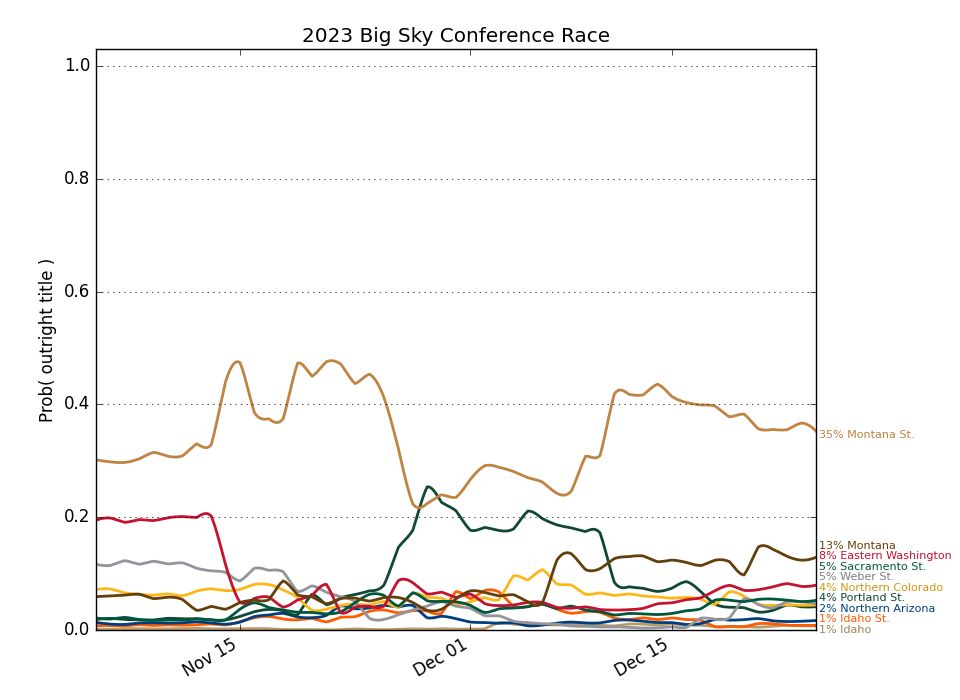 2023 Big Sky Conference Race
Prob( outright title )
1.0
0.8
0.6
0.4
0.2
0.0
Nov 15
Dec 01
Dec 15
35% Montana St.
13% Montana
8% Eastern Washington
5% Sacramento St.
5% Weber St.
4% Northern Colorado
4% Portland St.
2% Northern Arizona
1% Idaho St.
1% Idaho